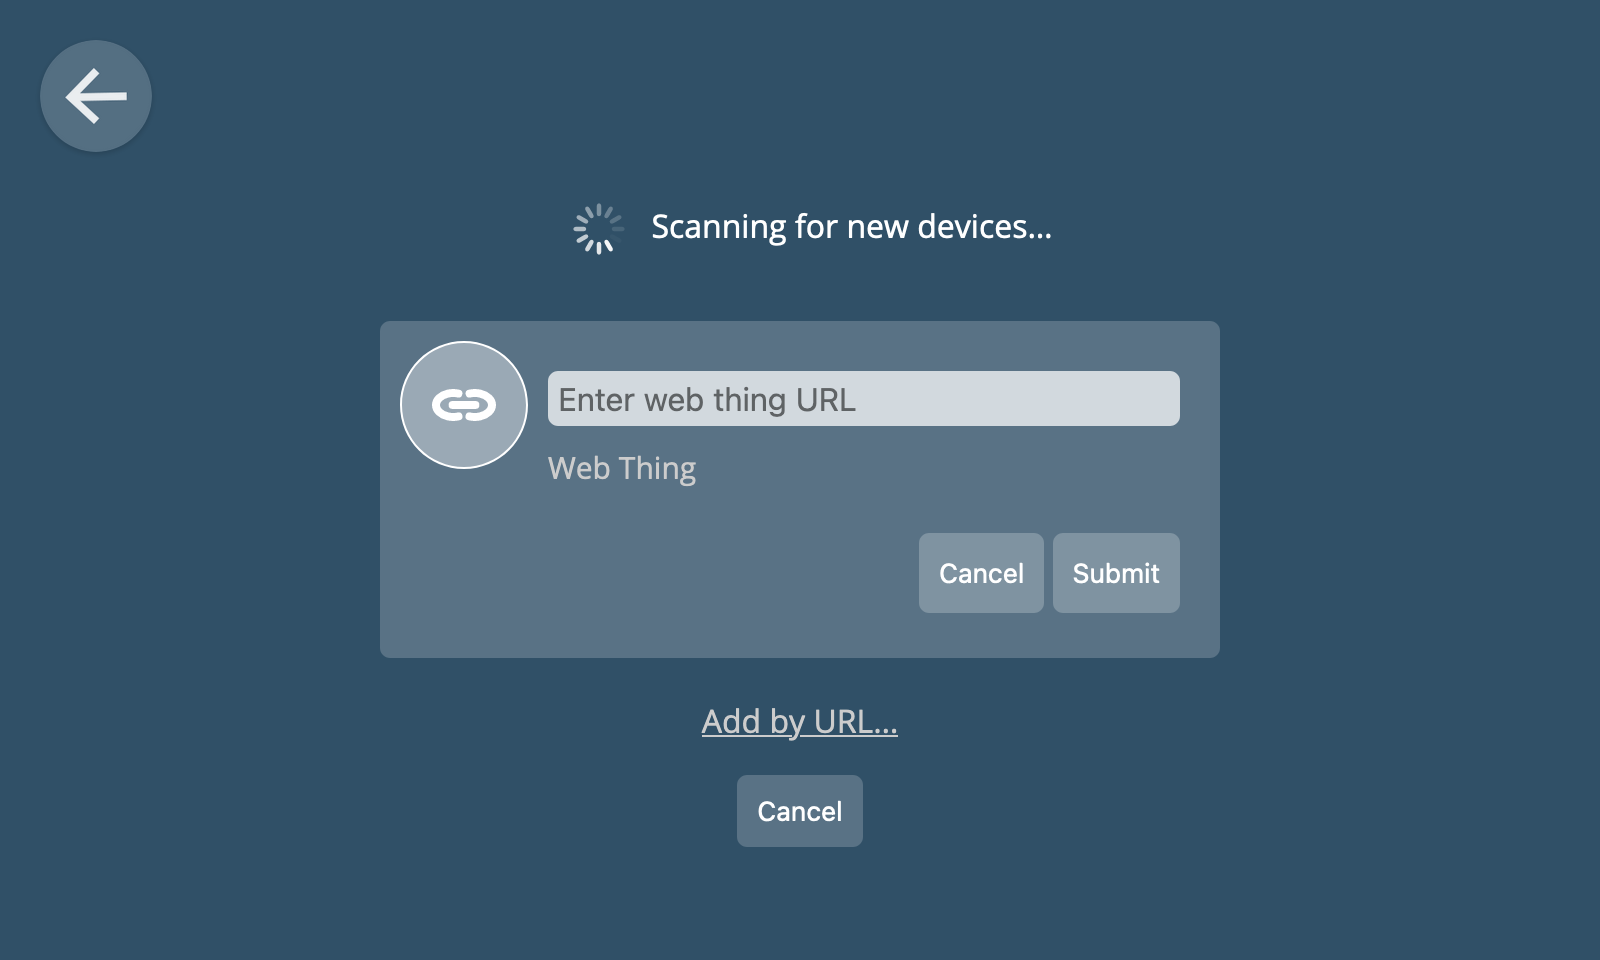 Scanning for new devices...
Enter web thing URL
Web Thing
Cancel Submit
Add by URL...
Cancel